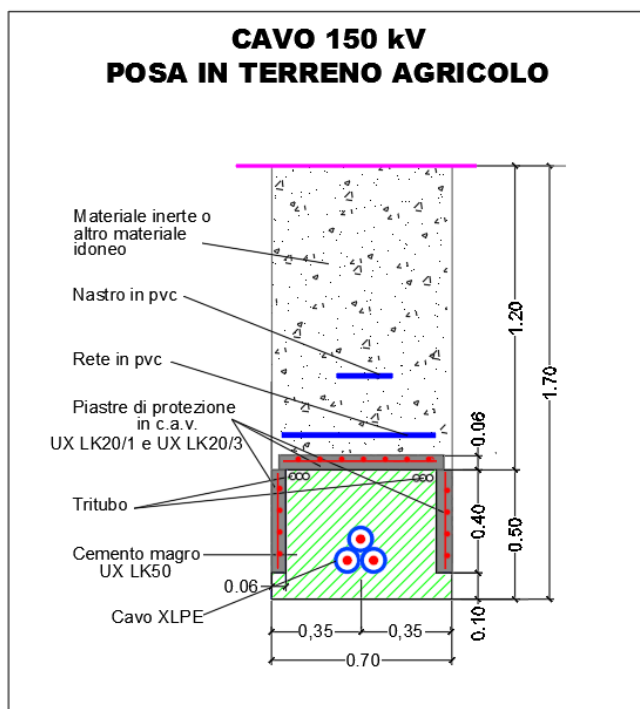 CAVO 150 kV
POSA IN TERRENO AGRICOLO
Materiale inerte o
altro materiale
idoneo
Nastro in pvc
Rete in pvc
Piastre di protezione
in c.a.v.
UX LK20/1 e UX LK20/3
Tritubo
Cemento magro
UX LK50
0.06
Cavo XLPE
0,35
0,35
0.70
1.20
1.70
0.06
0.40
0.50
0.10